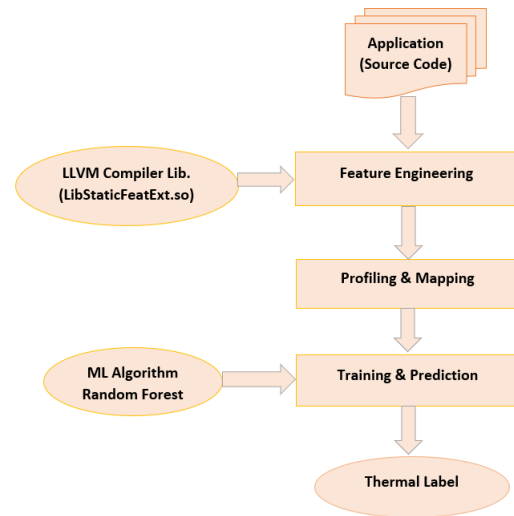 Application
(Source Code)
LLVM Compiler Lib.
(LibStaticFeatExt.so)
Feature Engineering
Profiling & Mapping
ML Algorithm
Random Forest
Training & Prediction
Thermal Label